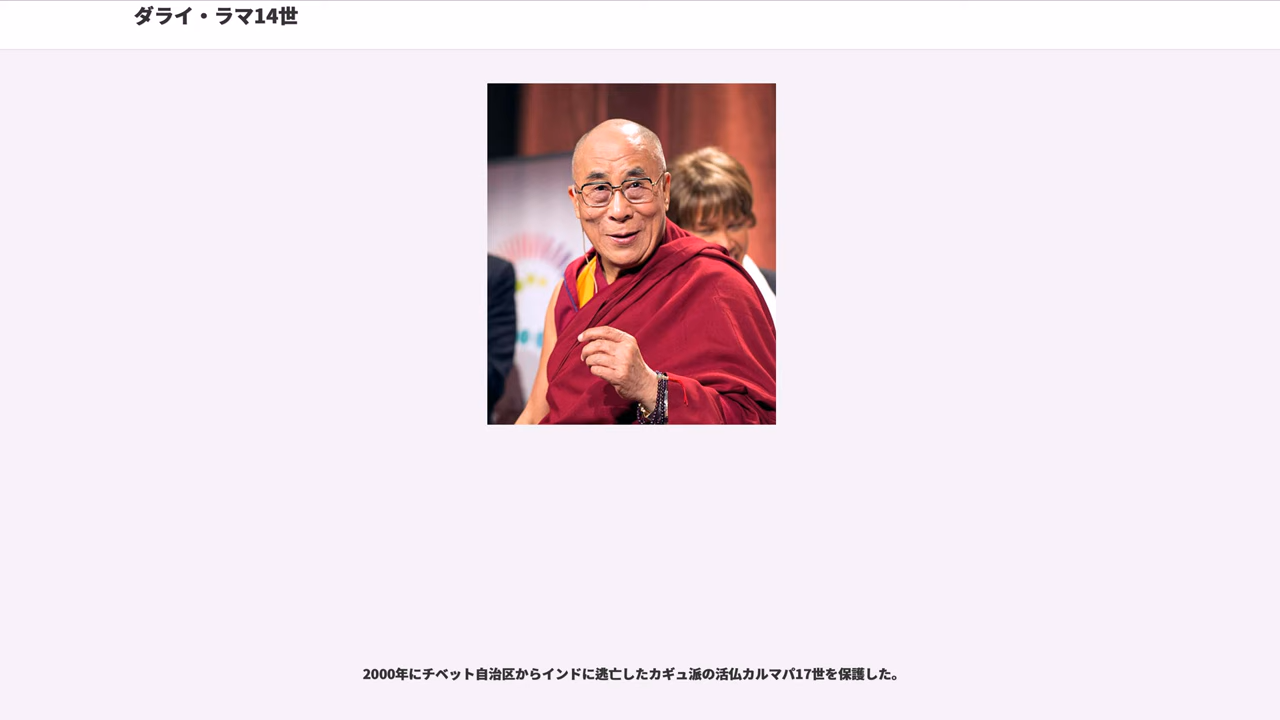 ダライ・ラマ14世
2000年にチベット自治区からインドに逃亡したカギュ派の活仏カルマパ17世を保護した。